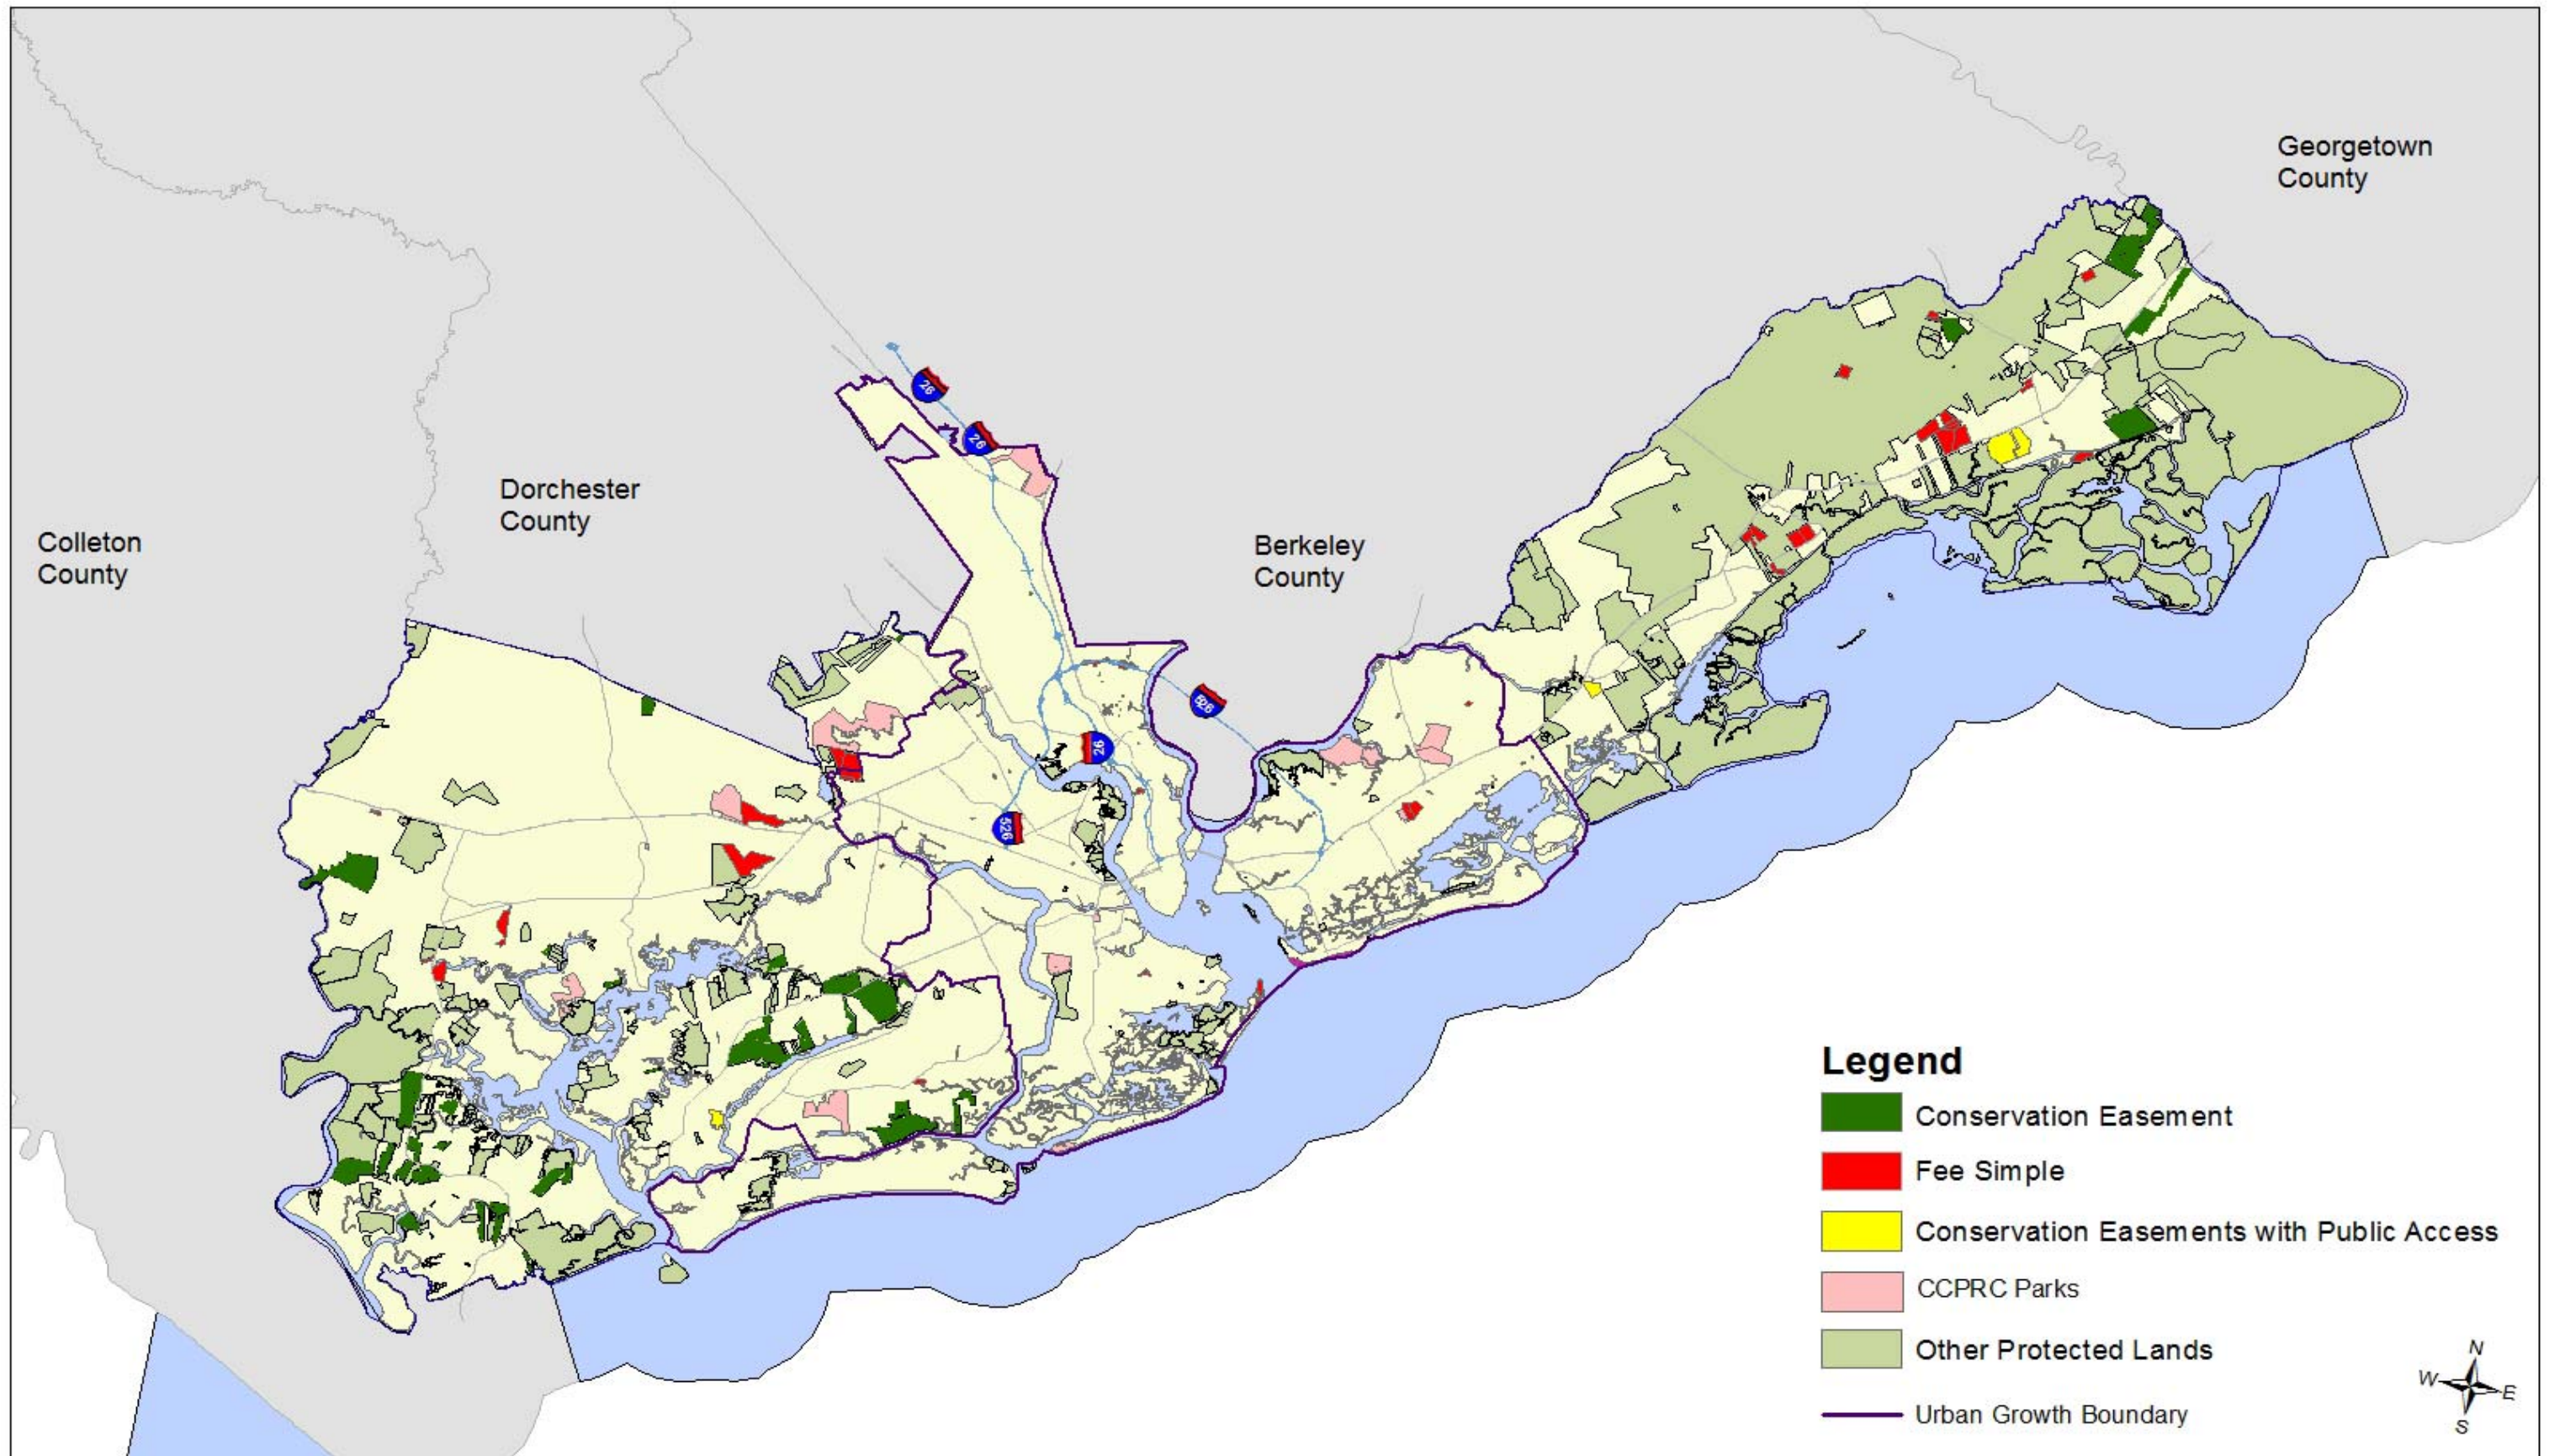 Georgetown
County
Dorchester
County
Colleton
County
Berkeley
County
26
26
526
26
526
Legend
Conservation Easement
Fee Simple
Conservation Easements with Public Access
CCPRC Parks
Other Protected Lands
Urban Growth Boundary
N
W
E
S